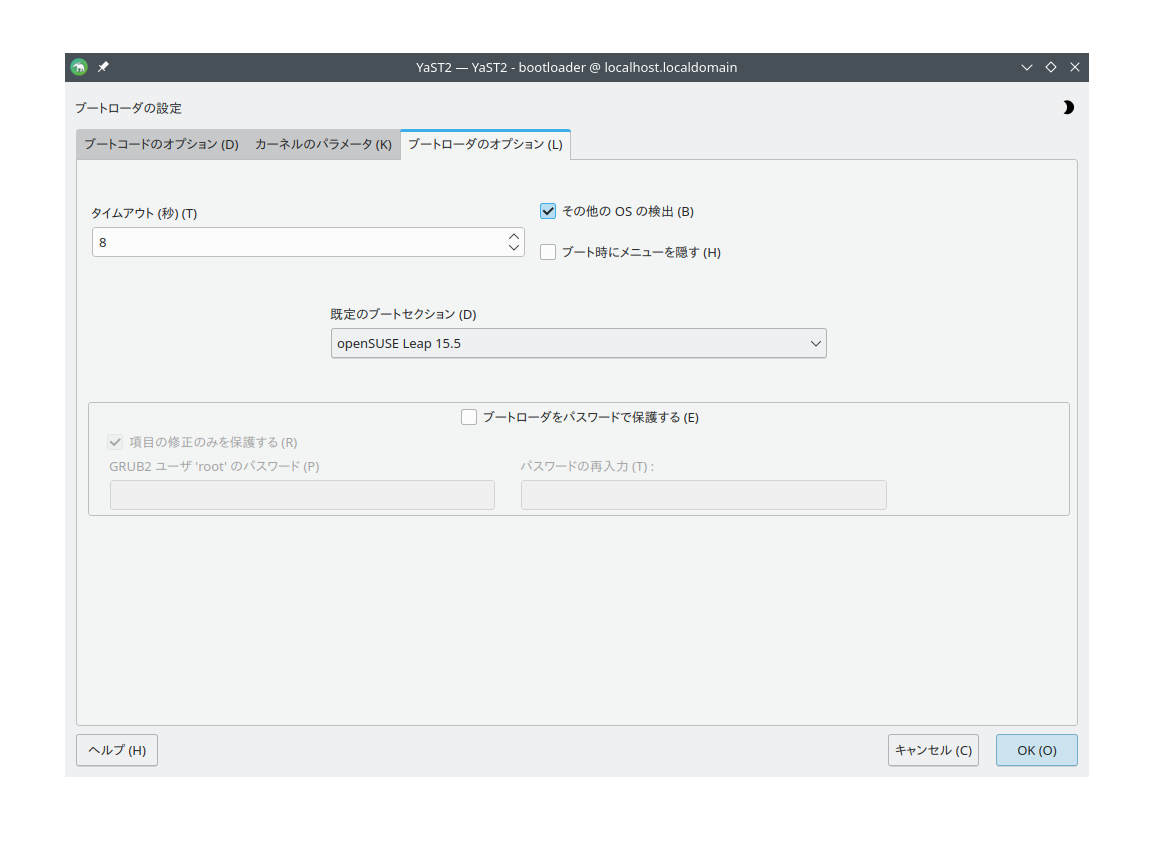 YaST2 — YaST2 - bootloader @ localhost.localdomain
ブートローダの設定
ブートコードのオプション (D) カーネルのパラメータ (K) ブートローダのオプション (L)
タイムアウト (秒) (T)
その他の OS の検出 (B)
8
ブート時にメニューを隠す (H)
既定のブートセクション (D)
openSUSE Leap 15.5
ブートローダをパスワードで保護する (E)
項目の修正のみを保護する (R)
GRUB2 ユーザ 'root' のパスワード (P) パスワードの再入力 (T) :
ヘルプ (H) キャンセル (C) OK (O)